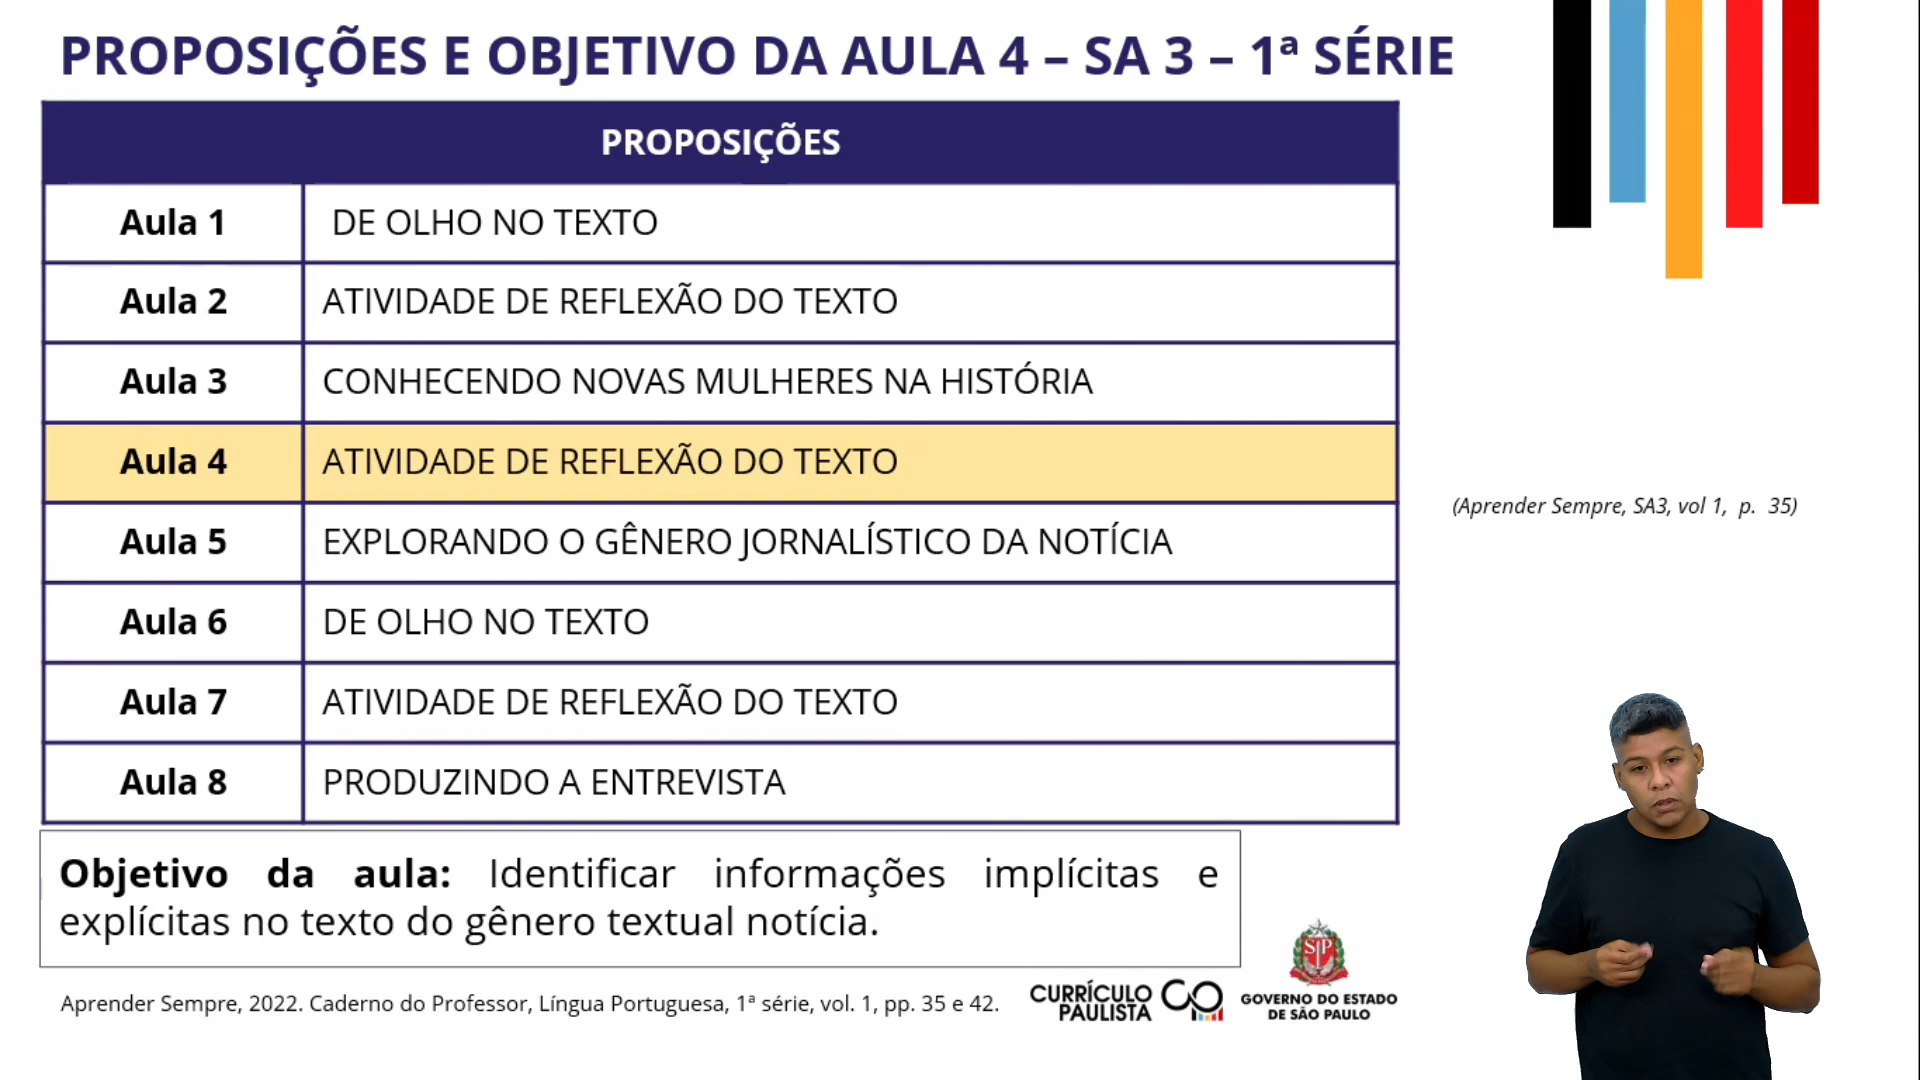 PROPOSIÇÕES E OBJETIVO DA AULA 4 – SA 3 – 1ª SÉRIE
PROPOSIÇÕES
Aula 1 DE OLHO NO TEXTO
Aula 2 ATIVIDADE DE REFLEXÃO DO TEXTO
Aula 3 CONHECENDO NOVAS MULHERES NA HISTÓRIA
Aula 4 ATIVIDADE DE REFLEXÃO DO TEXTO
(Aprender Sempre, SA3, vol 1, p. 35)
Aula 5 EXPLORANDO O GÊNERO JORNALÍSTICO DA NOTÍCIA
Aula 6 DE OLHO NO TEXTO
Aula 7 ATIVIDADE DE REFLEXÃO DO TEXTO
Aula 8 PRODUZINDO A ENTREVISTA
Objetivo da aula: Identificar informações implícitas e
explícitas no texto do gênero textual notícia.
Aprender Sempre, 2022. Caderno do Professor, Língua Portuguesa, 1ª série, vol. 1, pp. 35 e 42.
CURRÍCULO
PAULISTA
SP
GOVERNO DO ESTADO
DE SÃO PAULO